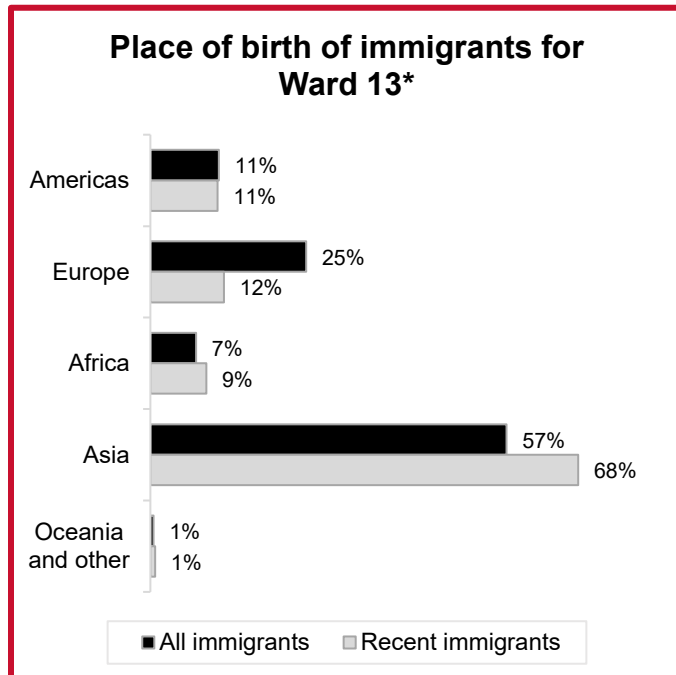 Place of birth of immigrants for
Ward 13*
Americas
11%
11%
Europe
25%
12%
Africa
7%
9%
Asia
57%
68%
Oceania
and other
1%
1%
All immigrants
Recent immigrants